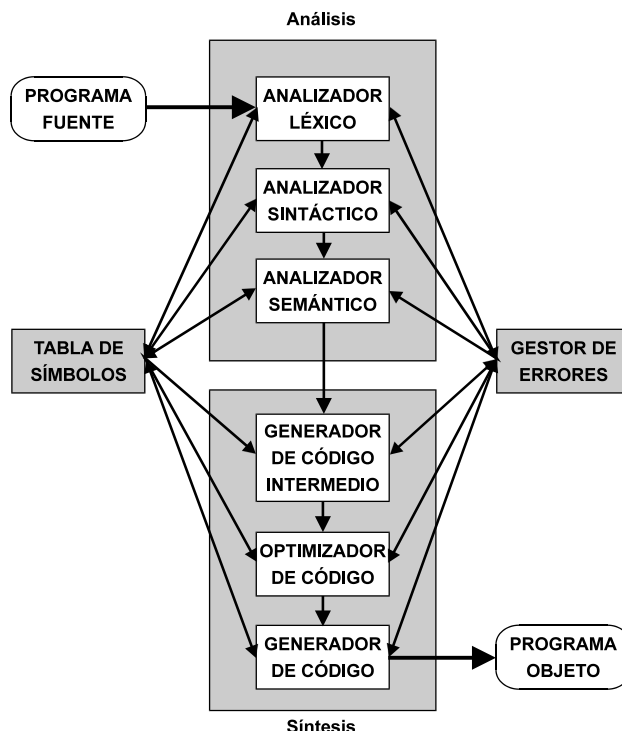 Análisis
PROGRAMA
FUENTE
ANALIZADOR
LÉXICO
ANALIZADOR
SINTÁCTICO
ANALIZADOR
SEMÁNTICO
TABLA DE
SÍMBOLOS
GESTOR DE
ERRORES
GENERADOR
DE CÓDIGO
INTERMEDIO
OPTIMIZADOR
DE CÓDIGO
GENERADOR
DE CÓDIGO
PROGRAMA
OBJETO
Síntesis